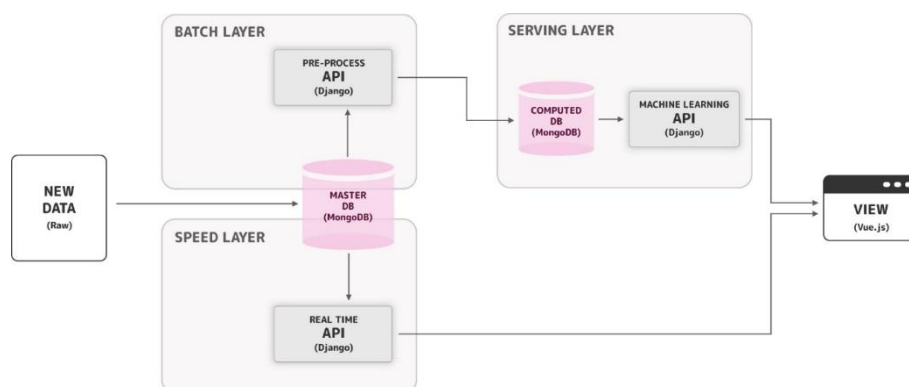 BATCH LAYER
PRE-PROCESS
API
(Django)
SERVING LAYER
COMPUTED
DB
(MongoDB)
MACHINE LEARNING
API
(Django)
NEW
DATA
(Raw)
MASTER
DB
(MongoDB)
VIEW
(Vue.js)
SPEED LAYER
REAL TIME
API
(Django)